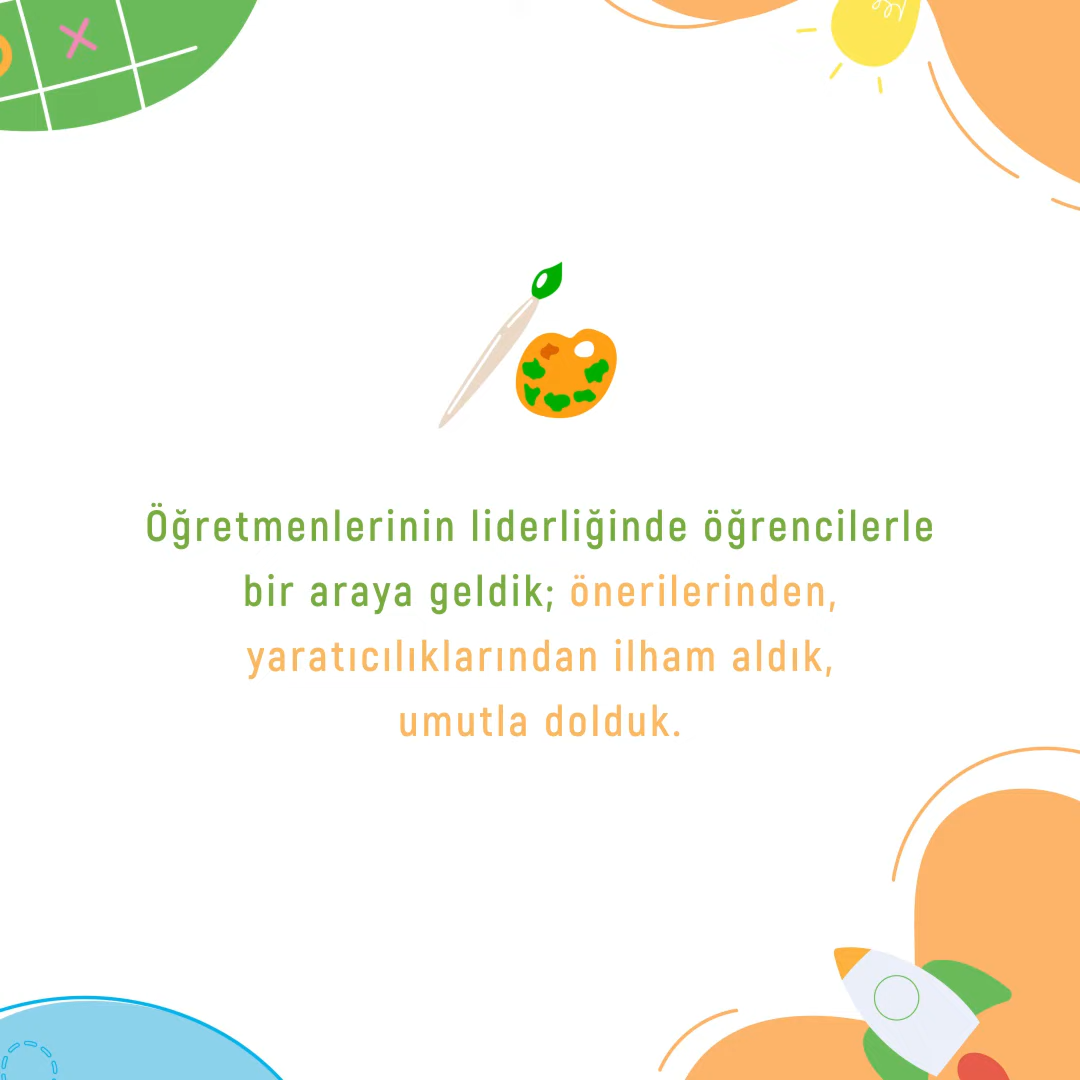 Öğretmenlerinin liderliğinde öğrencilerle
bir araya geldik; önerilerinden,
yaratıcılıklarından ilham aldık,
umutla dolduk.